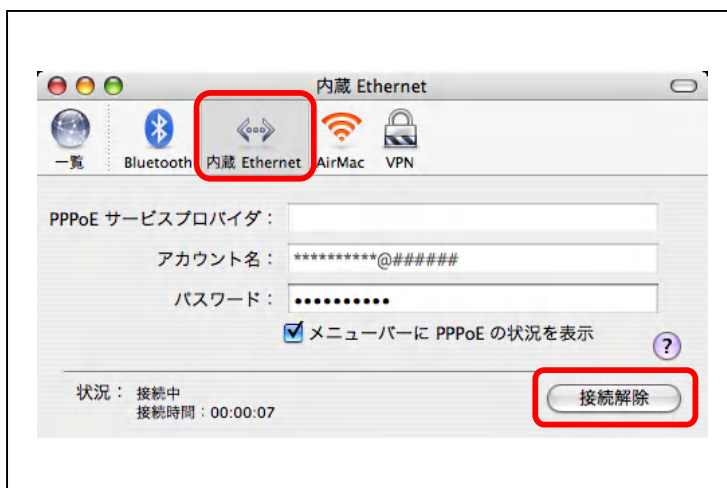 内蔵 Ethernet
一覧 Bluetooth 内蔵 Ethernet AirMac VPN
PPPoE サービスプロバイダ：
アカウント名： **********@######
パスワード： ••••••••••
メニューバーに PPPoE の状況を表示
?
状況： 接続中
接続時間：00:00:07
接続解除